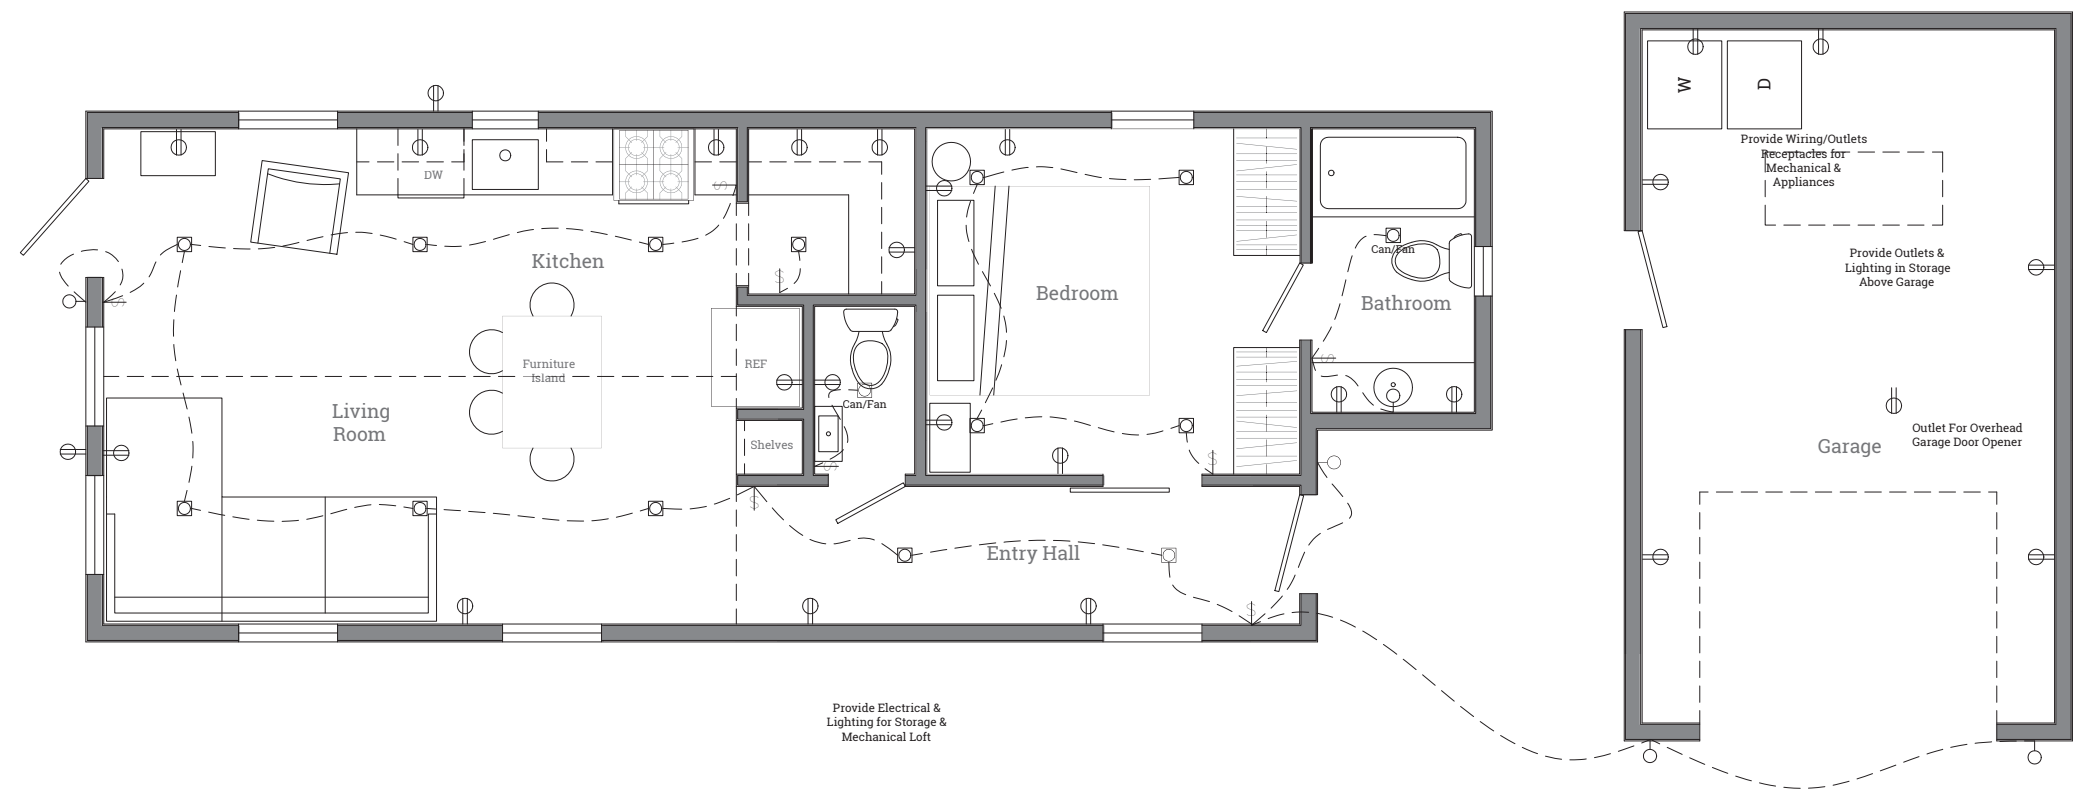 W
D
Provide Wiring/Outlets
Receptacles for
Mechanical &
Appliances
DW
$
Can/Fan
Kitchen
Provide Outlets &
Lighting in Storage
Above Garage
$
Bedroom
Bathroom
$
Furniture
Island
REF
$
Can/Fan
Living
Room
Outlet For Overhead
Garage Door Opener
Shelves
Garage
$
$
$
Entry Hall
$
Provide Electrical &
Lighting for Storage &
Mechanical Loft